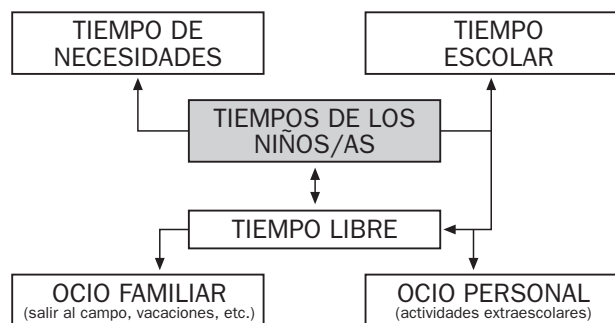 TIEMPO DE
NECESIDADES
TIEMPO
ESCOLAR
TIEMPOS DE LOS
NIÑOS/AS
TIEMPO LIBRE
OCIO FAMILIAR
(salir al campo, vacaciones, etc.)
OCIO PERSONAL
(actividades extraescolares)